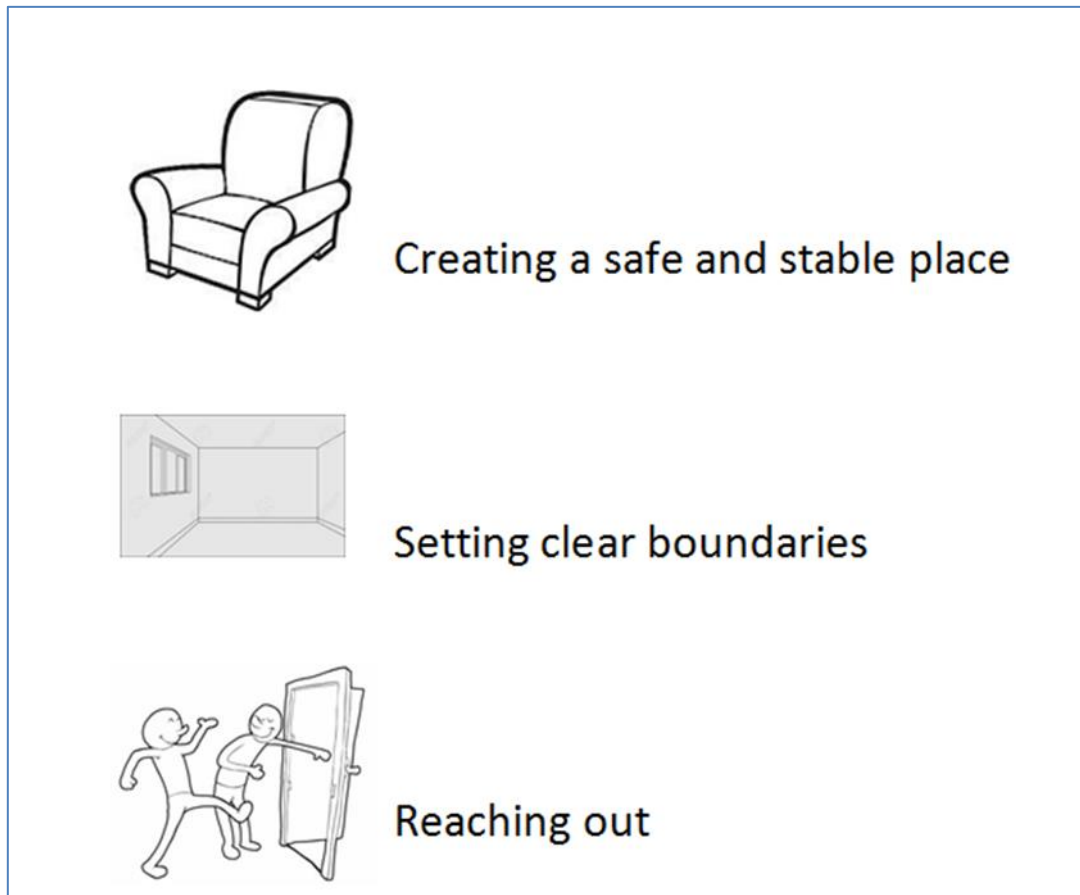 Creating a safe and stable place
Setting clear boundaries
Reaching out